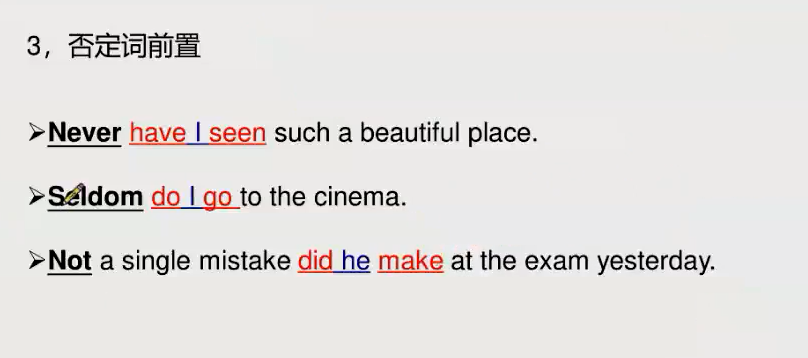 3，否定词前置
➢Never have I seen such a beautiful place.
➢Seldom do I go to the cinema.
➢Not a single mistake did he make at the exam yesterday.